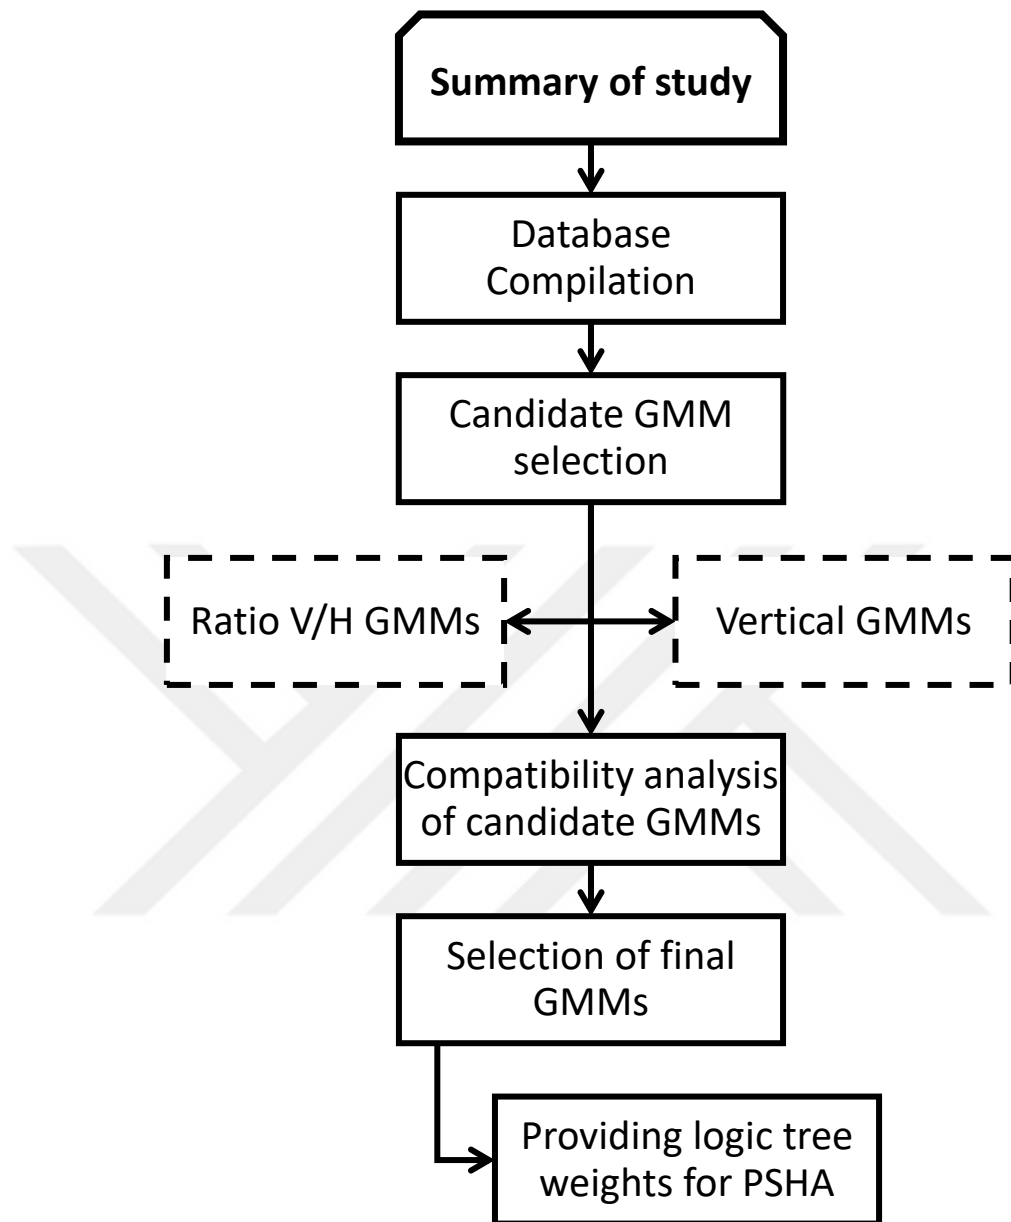 Summary of study
Database
Compilation
Candidate GMM
selection
Ratio V/H GMMs
Vertical GMMs
Compatibility analysis
of candidate GMMs
Selection of final
GMMs
Providing logic tree
weights for PSHA